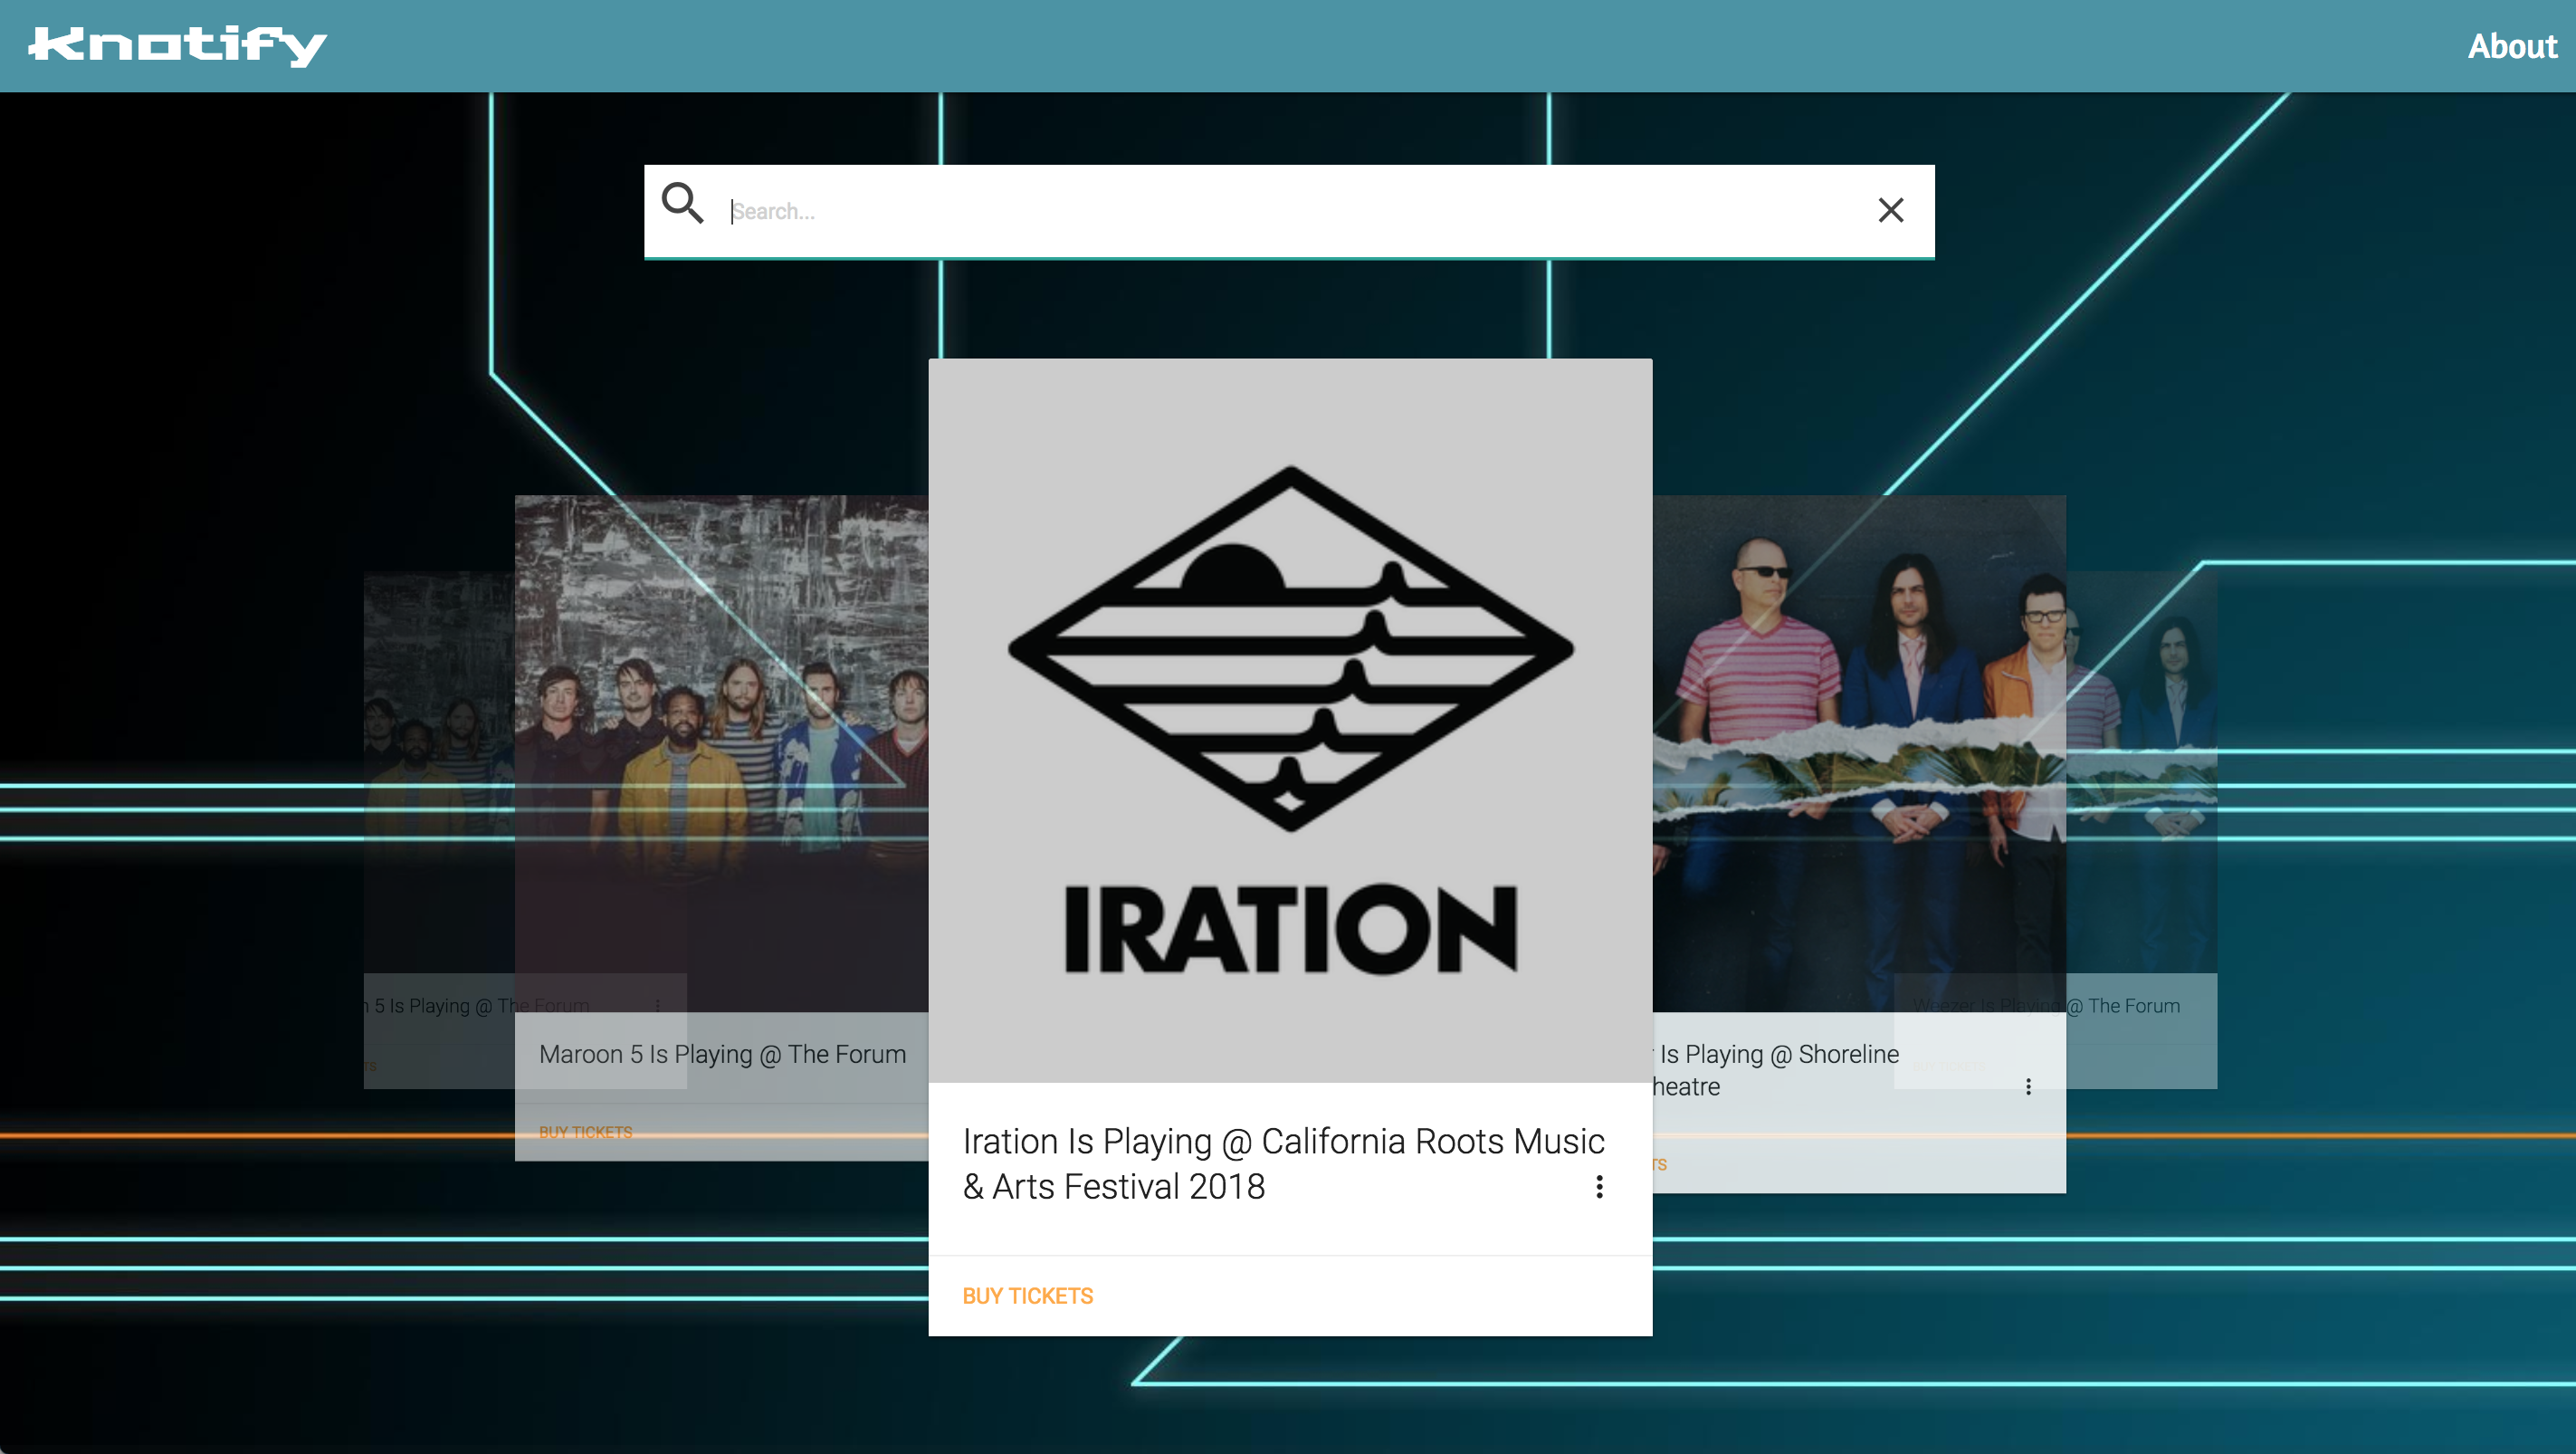 Knotify
About
Search...
IRATION
5 Is Playing @ The Forum
Maroon 5 Is Playing @ The Forum
BUY TICKETS
Iration Is Playing @ California Roots Music
& Arts Festival 2018
BUY TICKETS
Is Playing @ Shoreline
heatre
TS
Weezer Is Playing @ The Forum